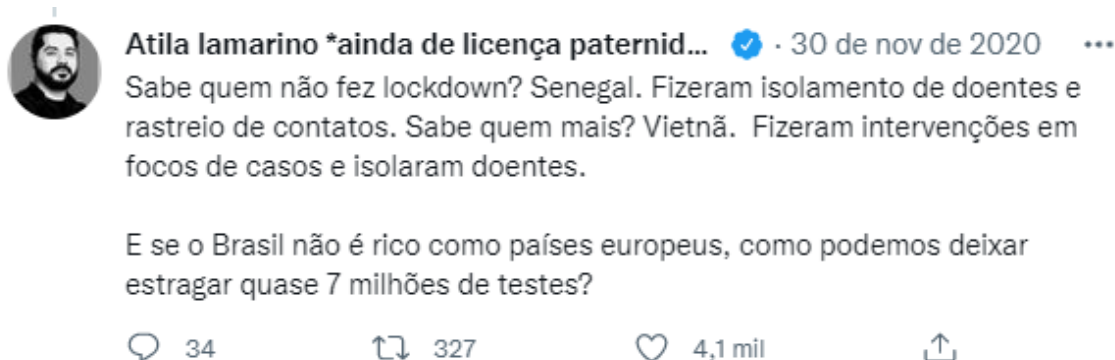 Atila Iamarino *ainda de licença paternid... · 30 de nov de 2020 ...
Sabe quem não fez lockdown? Senegal. Fizeram isolamento de doentes e
rastreio de contatos. Sabe quem mais? Vietnã.  Fizeram intervenções em
focos de casos e isolaram doentes.
E se o Brasil não é rico como países europeus, como podemos deixar
estragar quase 7 milhões de testes?
34 327 4,1 mil